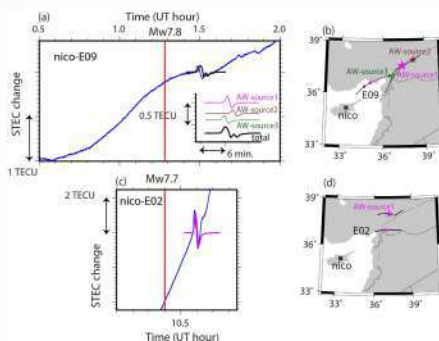 Time (UT hour)
(a)
Mw7.8
(b)
0.5
1.0
1.5
2.0
nico-E09
STEC change
1 TECU
0.5 TECU
AW-source1
AW-source2
AW-source3
total
6 min.
39°
36°
33°
AW-source2
AW-source3
AW-source1
E09
nico
33°
36°
39°
(c)
Mw7.7
(d)
2 TECU
nico-E02
STEC change
10.5
Time (UT hour)
39°
36°
33°
AW-source1
E02
nico
33°
36°
39°